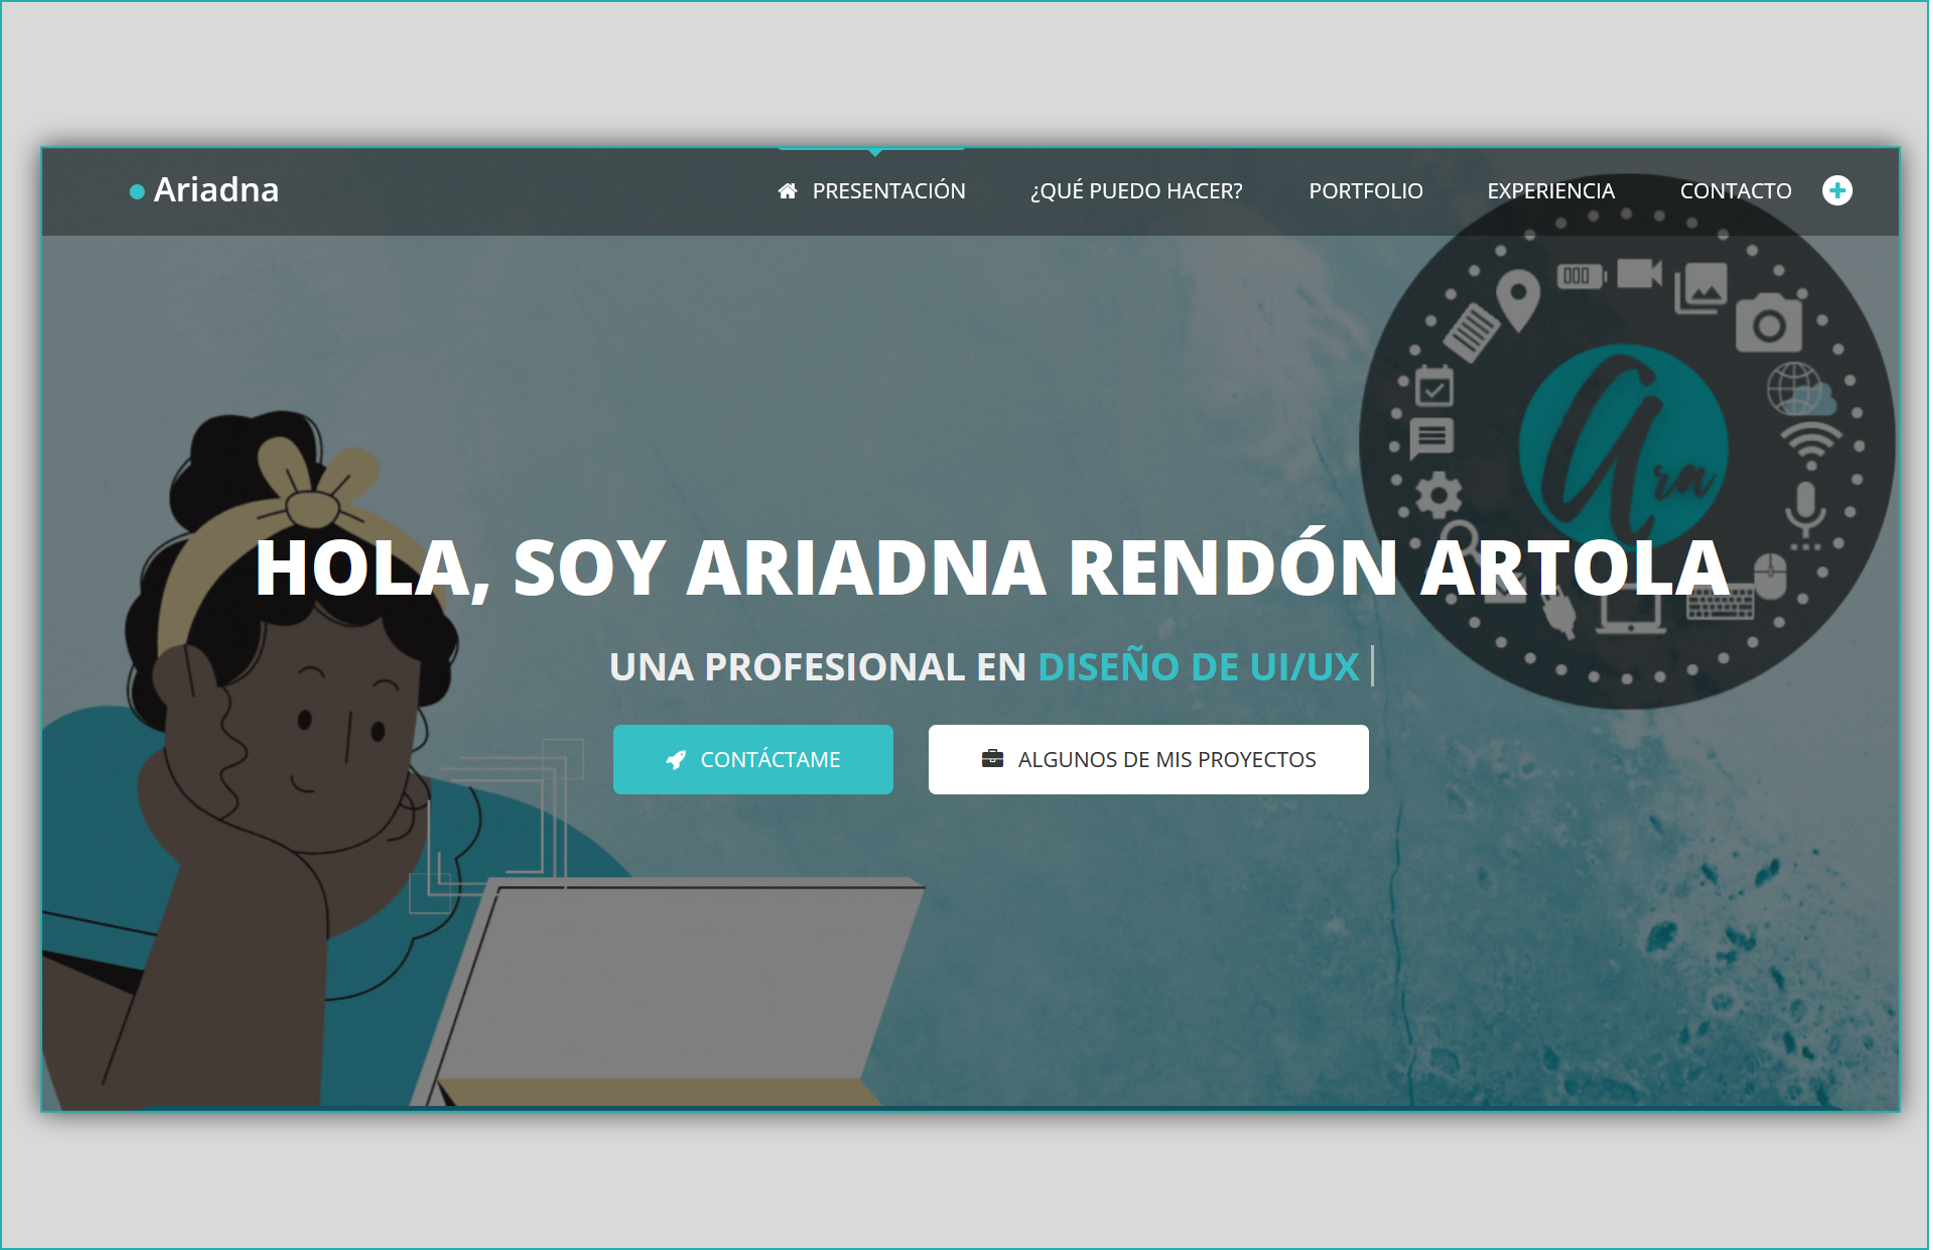 Ariadna
PRESENTACIÓN
¿QUÉ PUEDO HACER?
PORTFOLIO
EXPERIENCIA
CONTACTO
Ara
HOLA, SOY ARIADNA RENDÓN ARTOLA
UNA PROFESIONAL EN DISEÑO DE UI/UX
CONTÁCTAME
ALGUNOS DE MIS PROYECTOS